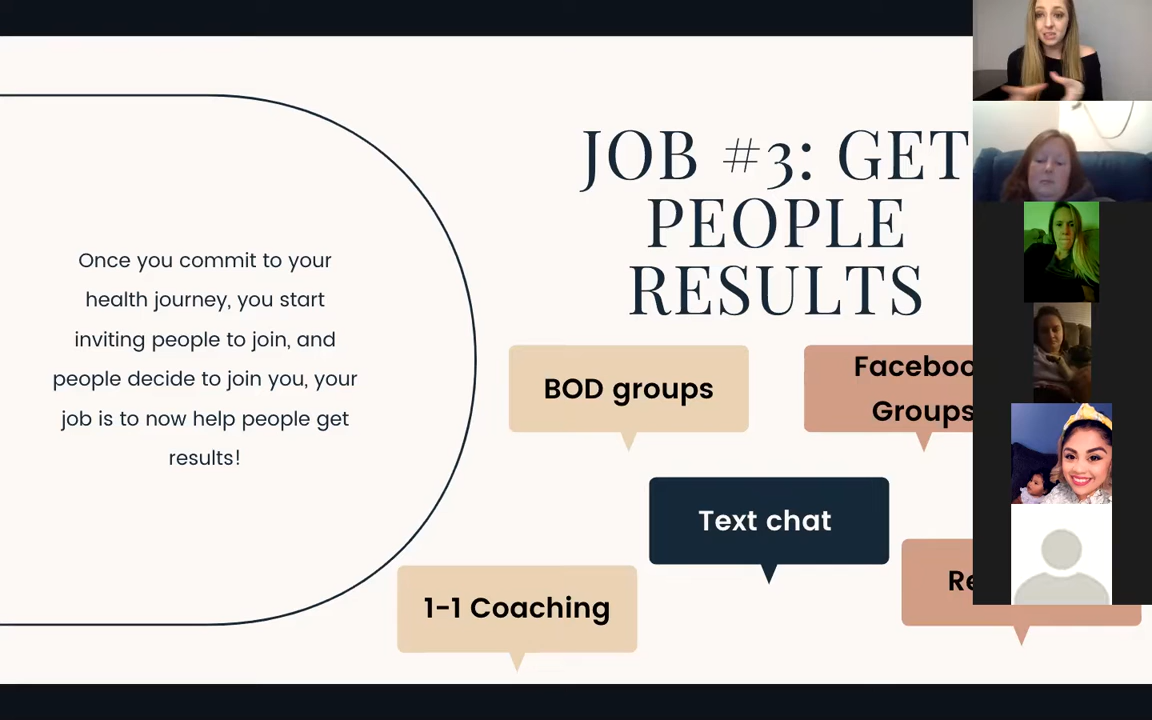 JOB #3: GET
PEOPLE
RESULTS
Once you commit to your
health journey, you start
inviting people to join, and
people decide to join you, your
job is to now help people get
results!
BOD groups
Groups
Text chat
1-1 Coaching